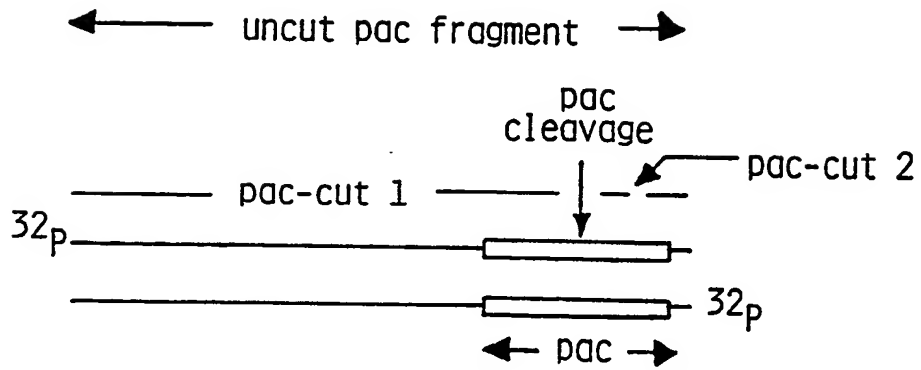 uncut pac fragment
pac
cleavage
pac-cut 1
pac-cut 2
32p
32p
pac